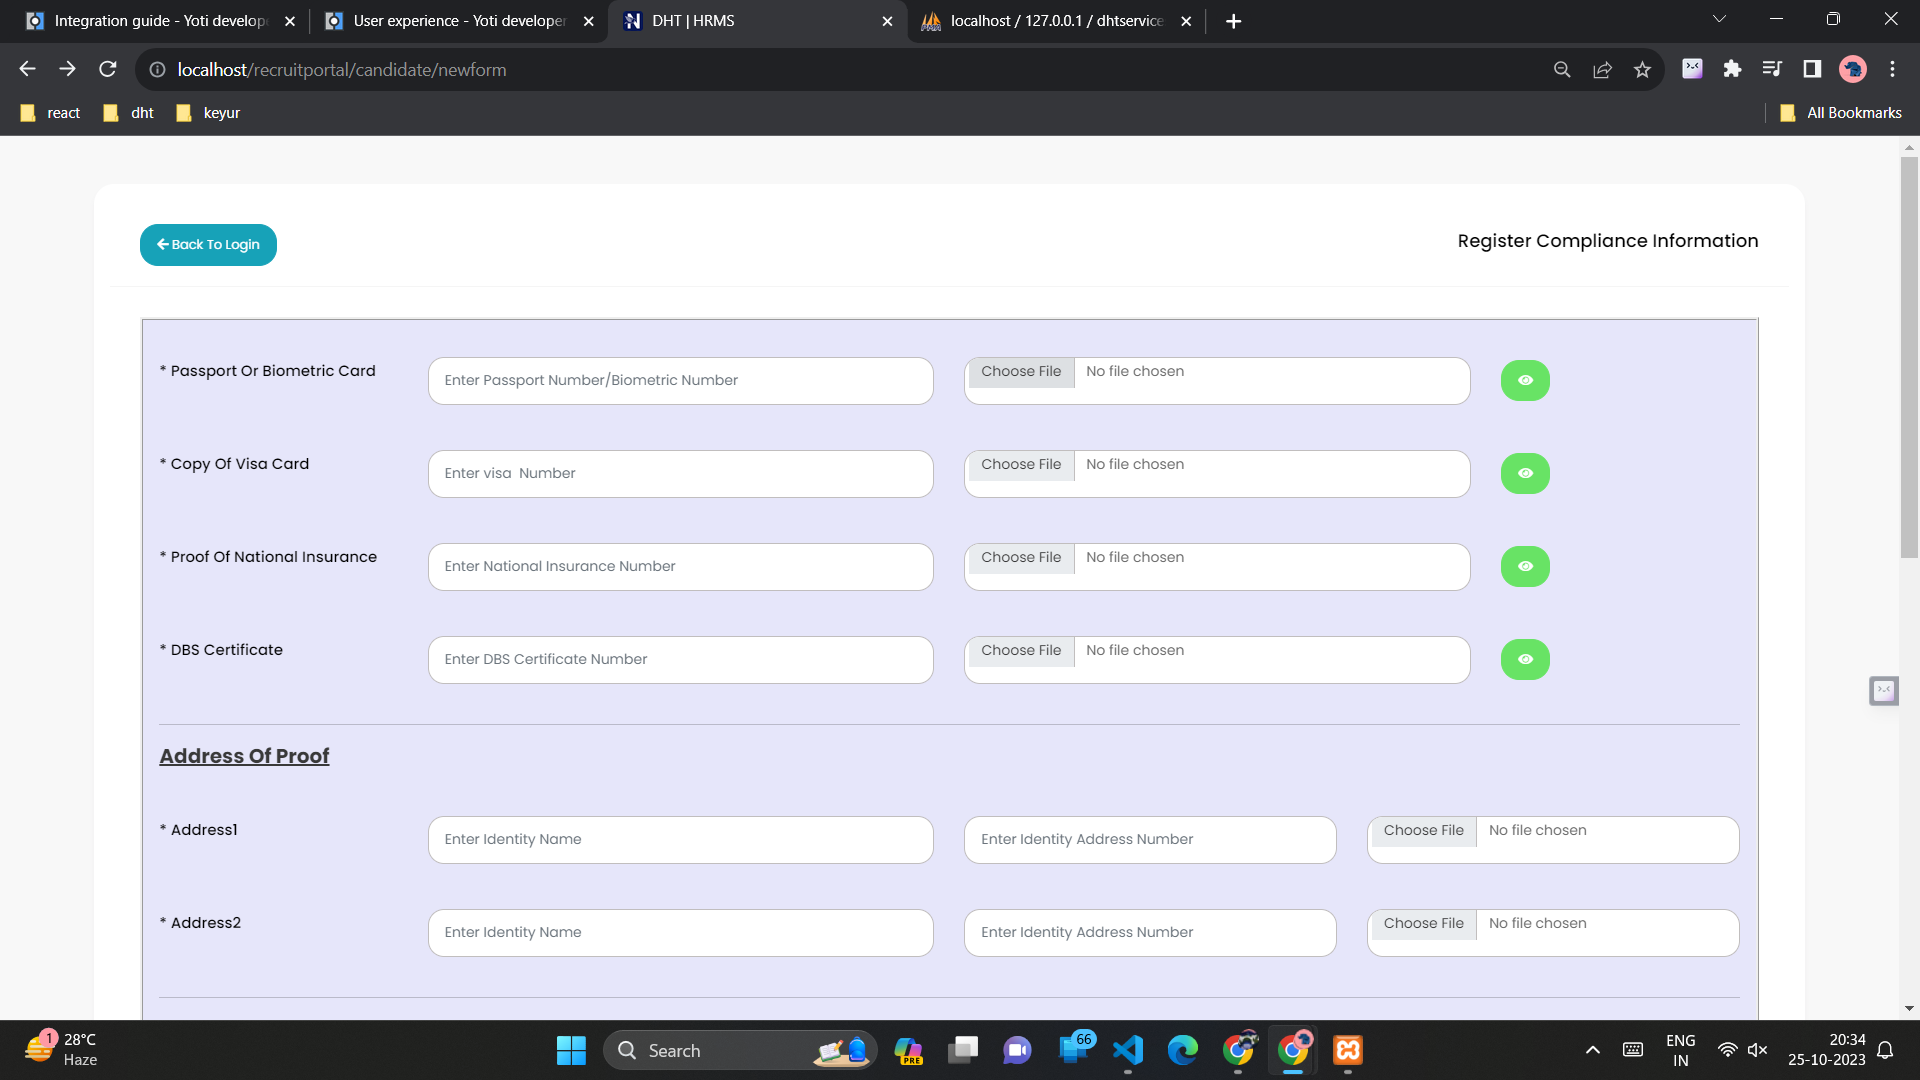 Integration guide - Yoti develop
User experience - Yoti developer
DHT | HRMS
localhost / 127.0.0.1 / dhtservice
localhost/recruitportal/candidate/newform
react
dht
keyur
All Bookmarks
Back To Login
Register Compliance Information
* Passport Or Biometric Card
Enter Passport Number/Biometric Number
Choose File
No file chosen
* Copy Of Visa Card
Enter visa  Number
Choose File
No file chosen
* Proof Of National Insurance
Enter National Insurance Number
Choose File
No file chosen
* DBS Certificate
Enter DBS Certificate Number
Choose File
No file chosen
Address Of Proof
* Address1
Enter Identity Name
Enter Identity Address Number
Choose File
No file chosen
* Address2
Enter Identity Name
Enter Identity Address Number
Choose File
No file chosen
1
28°C
Haze
Search
PRE
66
ENG
IN
20:34
25-10-2023